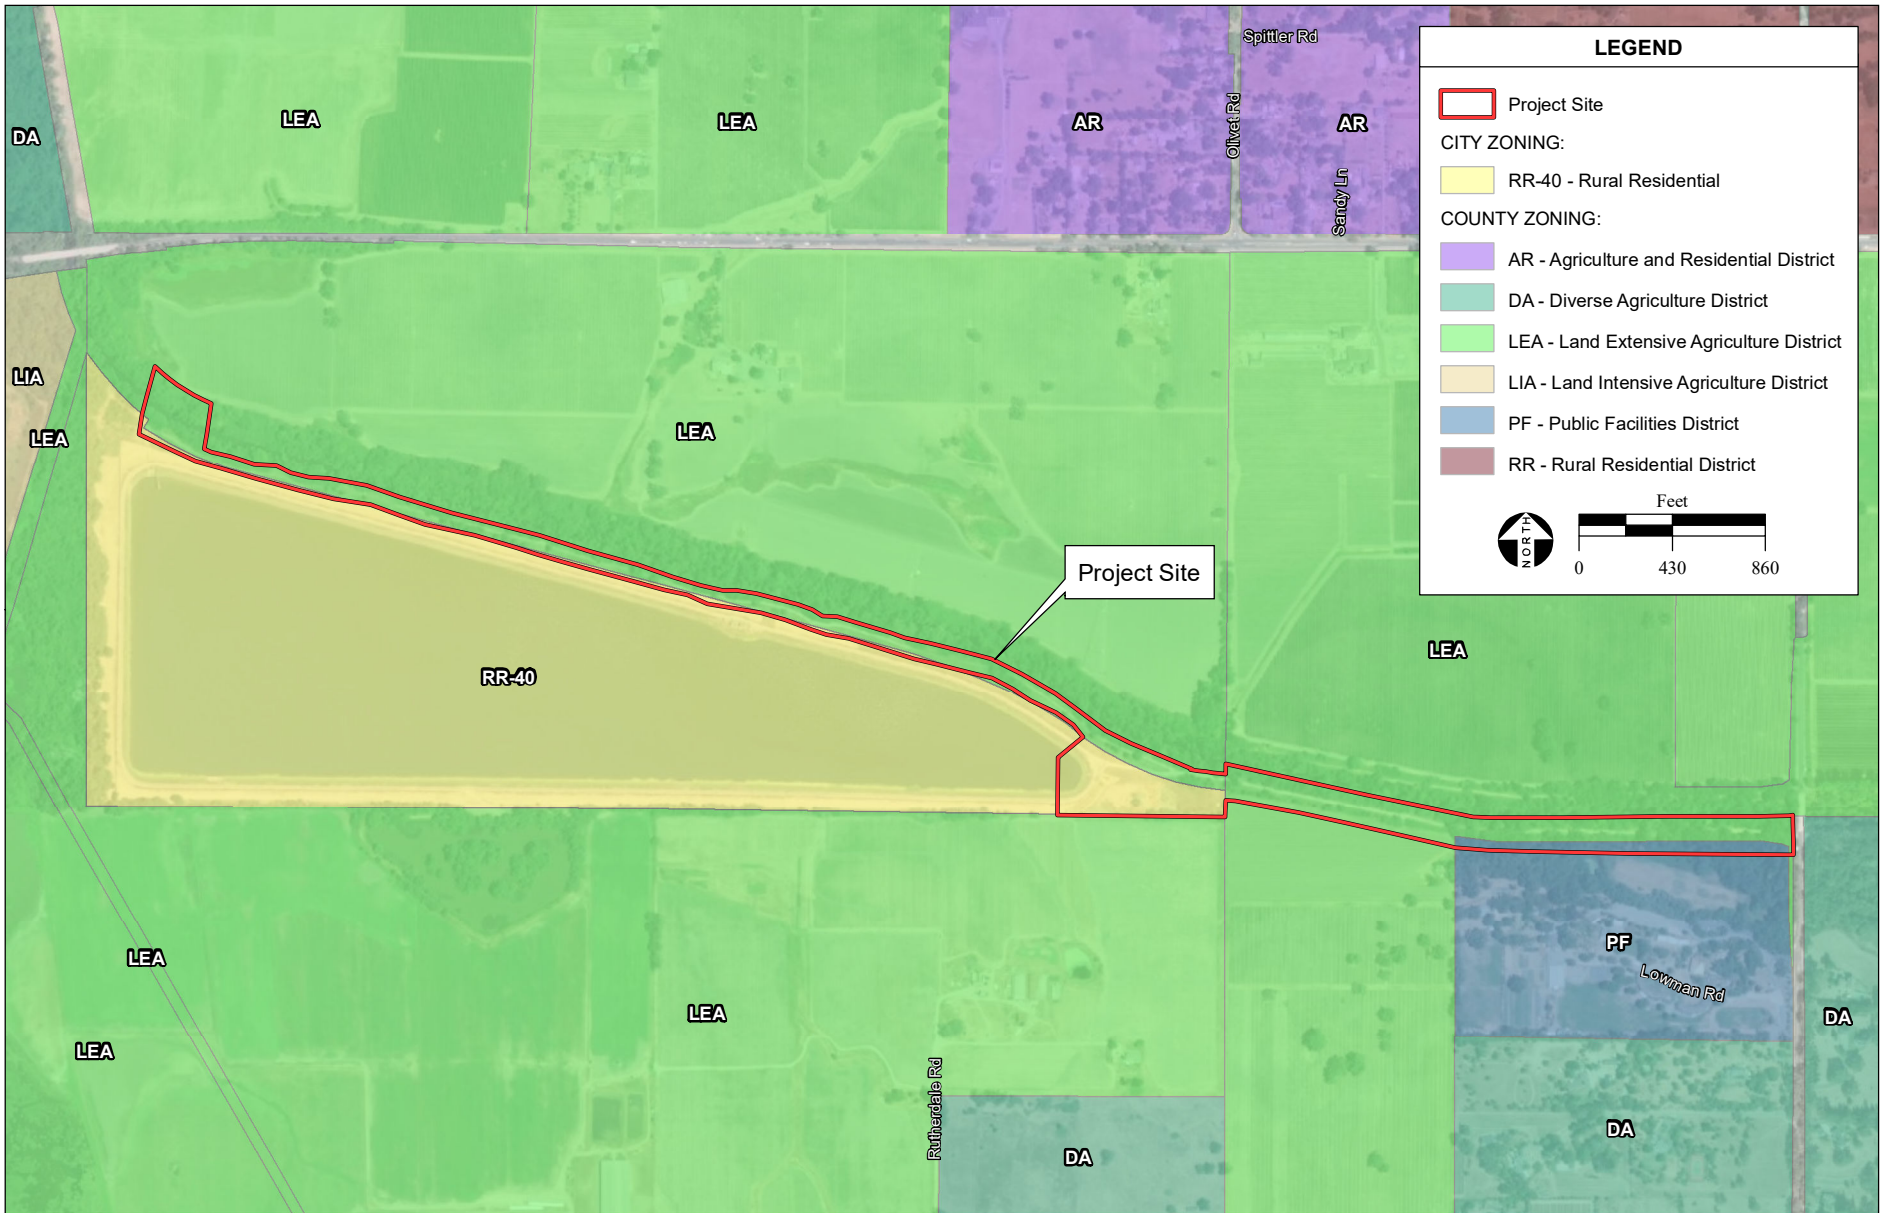 Spittler Rd
LEGEND
Project Site
CITY ZONING:
RR-40 - Rural Residential
COUNTY ZONING:
AR - Agriculture and Residential District
DA - Diverse Agriculture District
LEA - Land Extensive Agriculture District
LIA - Land Intensive Agriculture District
PF - Public Facilities District
RR - Rural Residential District
Feet
NORTH
0 430 860
DA
LEA
LEA
AR
Olivet Rd
AR
Sandy Ln
LIA
LEA
LEA
Project Site
LEA
RR-40
PF
Lowman Rd
LEA
LEA
DA
LEA
Rutherdale Rd
DA
DA